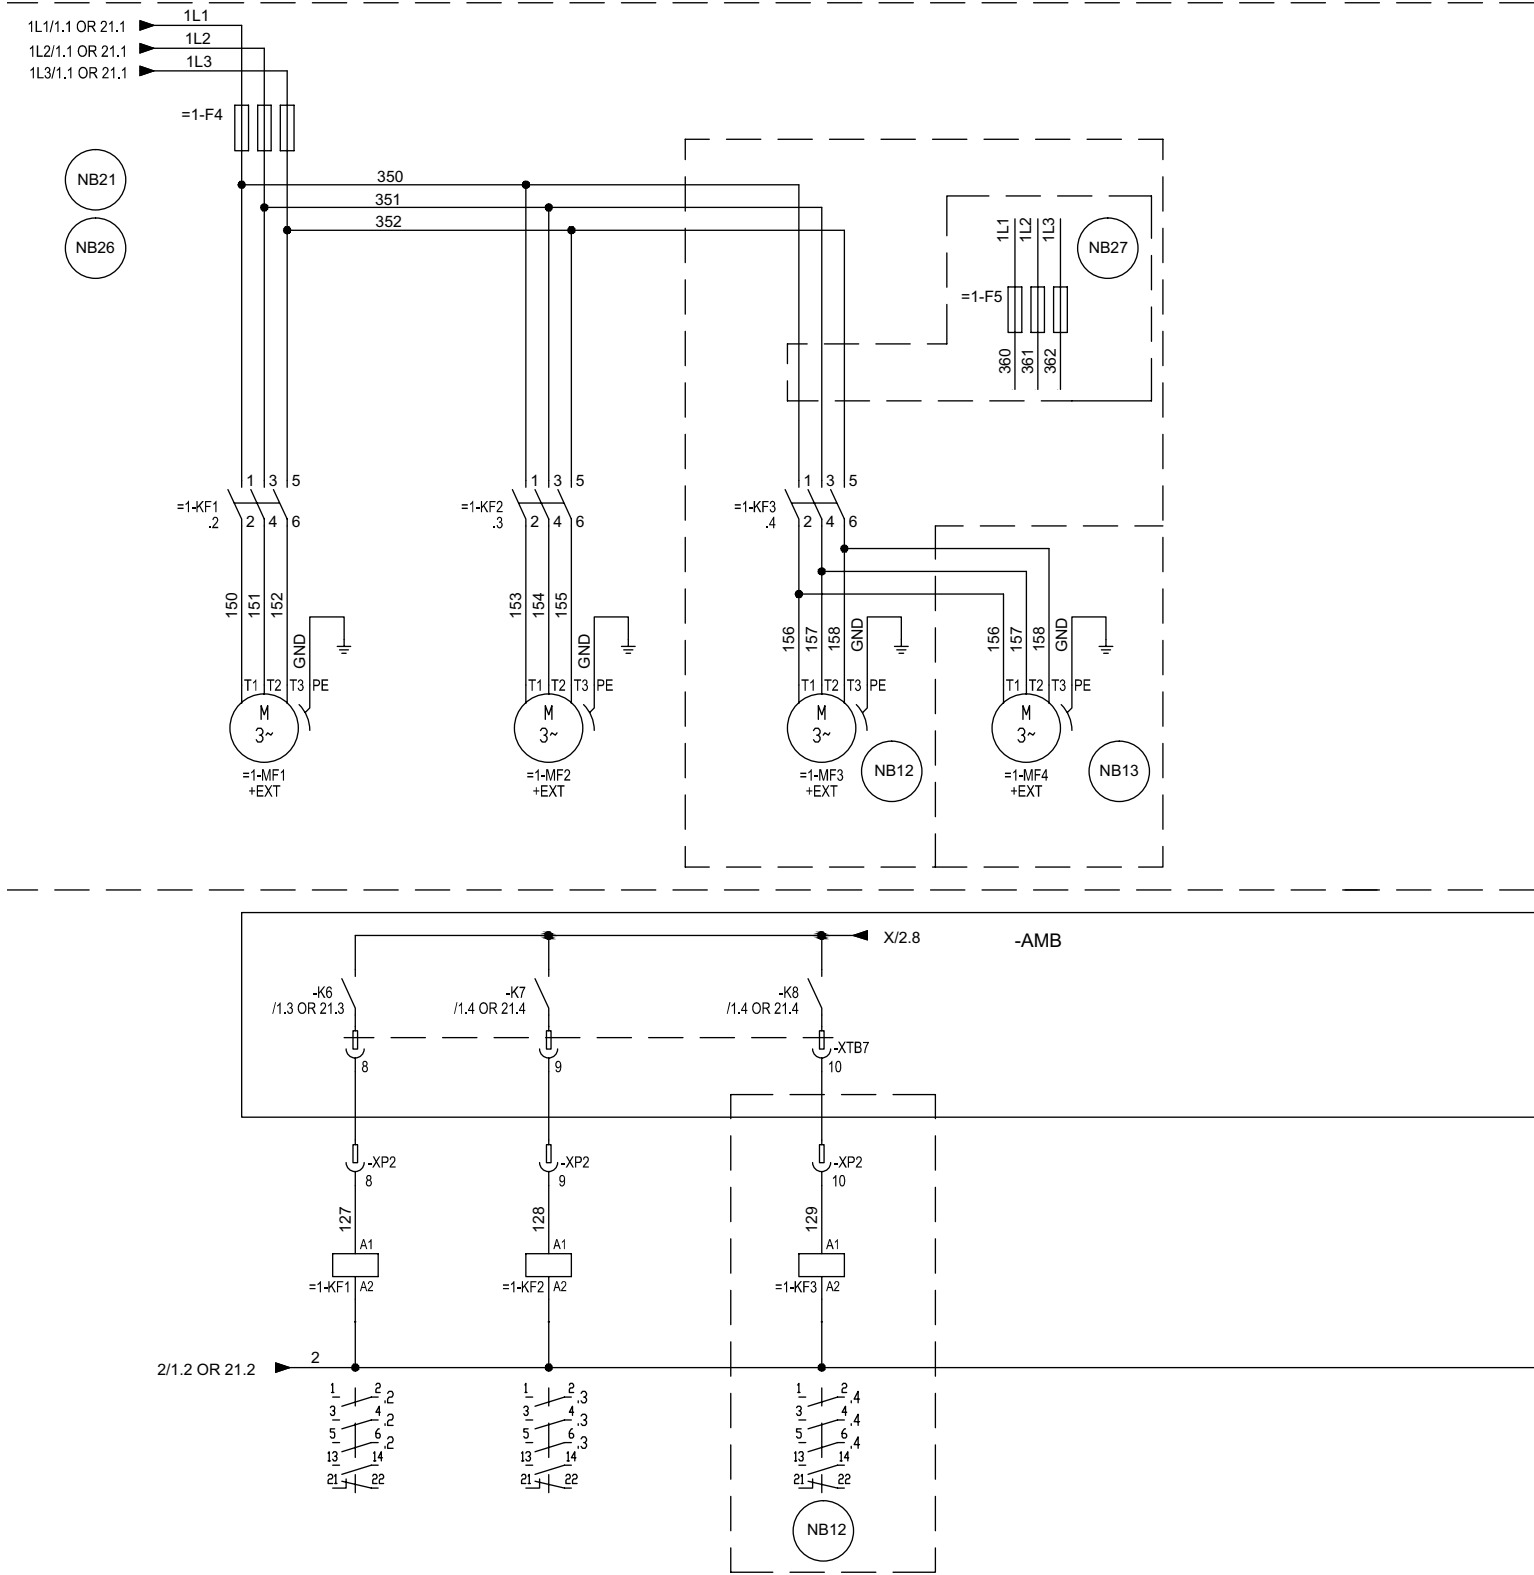 1L1/1.1 OR 21.1 1L1
1L2/1.1 OR 21.1 1L2
1L3/1.1 OR 21.1 1L3
=1-F4
NB21
350
351
352
NB26
1L1 1L2 1L3
NB27
=1-F5
360 361 362
1 3 5
=1-KF1
.2
2 4 6
1 3 5
=1-KF2
.3
2 4 6
1 3 5
=1-KF3
.4
2 4 6
150 151 152 GND
153 154 155 GND
156 157 158 GND
156 157 158 GND
T1 T2 T3 PE
T1 T2 T3 PE
T1 T2 T3 PE
T1 T2 T3 PE
M
3~
M
3~
M
3~
M
3~
=1-MF1
+EXT
=1-MF2
+EXT
=1-MF3
+EXT
NB12
=1-MF4
+EXT
NB13
X/2.8
-AMB
-K6
/1.3 OR 21.3
-K7
/1.4 OR 21.4
-K8
/1.4 OR 21.4
8
9
-XTB7
10
-XP2
8
-XP2
9
-XP2
10
127
128
129
A1
=1-KF1 A2
A1
=1-KF2 A2
A1
=1-KF3 A2
2/1.2 OR 21.2 2
1 2 .2
3 4 .2
5 6 .2
13 14
21 22
1 2 .3
3 4 .3
5 6 .3
13 14
21 22
1 2 .4
3 4 .4
5 6 .4
13 14
21 22
NB12